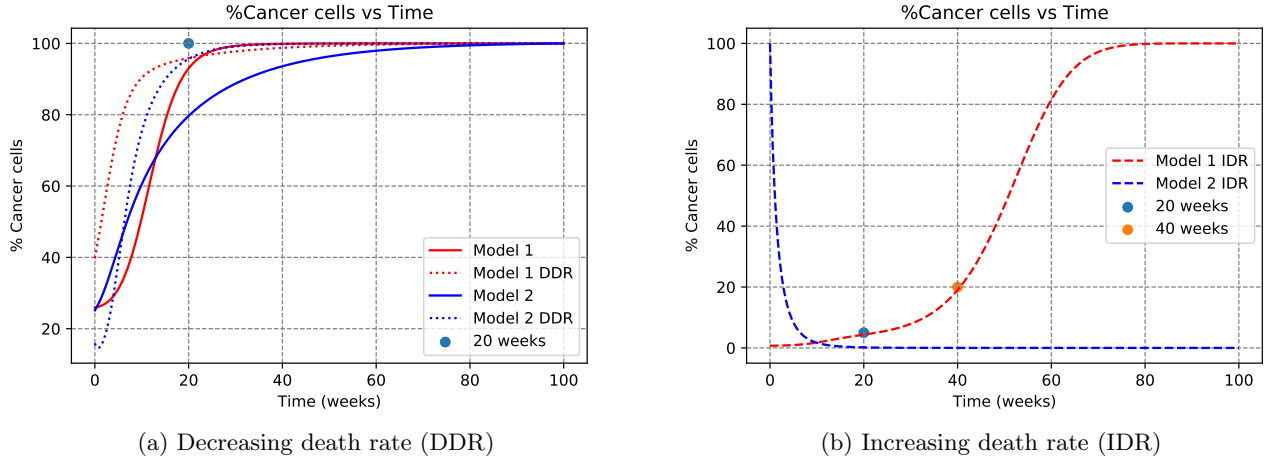 %Cancer cells vs Time
% Cancer cells
100
80
60
40
20
0 20 40 60 80 100
Time (weeks)
Model 1
Model 1 DDR
Model 2
Model 2 DDR
20 weeks
(a) Decreasing death rate (DDR)
%Cancer cells vs Time
% Cancer cells
100
80
60
40
20
0
0 20 40 60 80 100
Time (weeks)
Model 1 IDR
Model 2 IDR
20 weeks
40 weeks
(b) Increasing death rate (IDR)